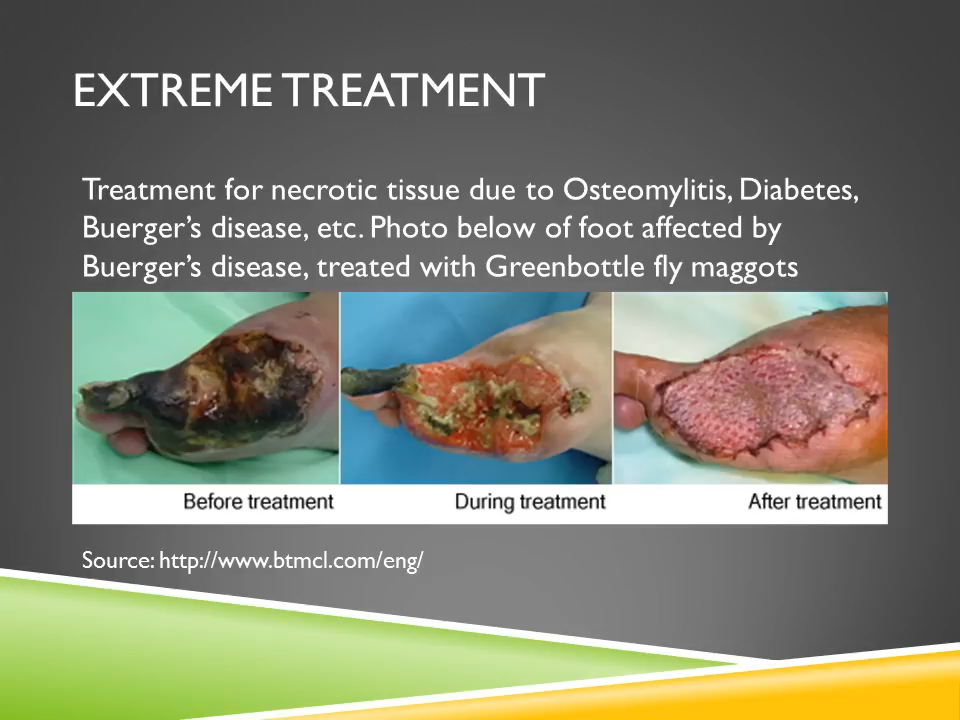 EXTREME TREATMENT
Treatment for necrotic tissue due to Osteomylitis, Diabetes,
Buerger's disease, etc. Photo below of foot affected by
Buerger's disease, treated with Greenbottle fly maggots
Before treatment
During treatment
After treatment
Source: http://www.btmcl.com/eng/